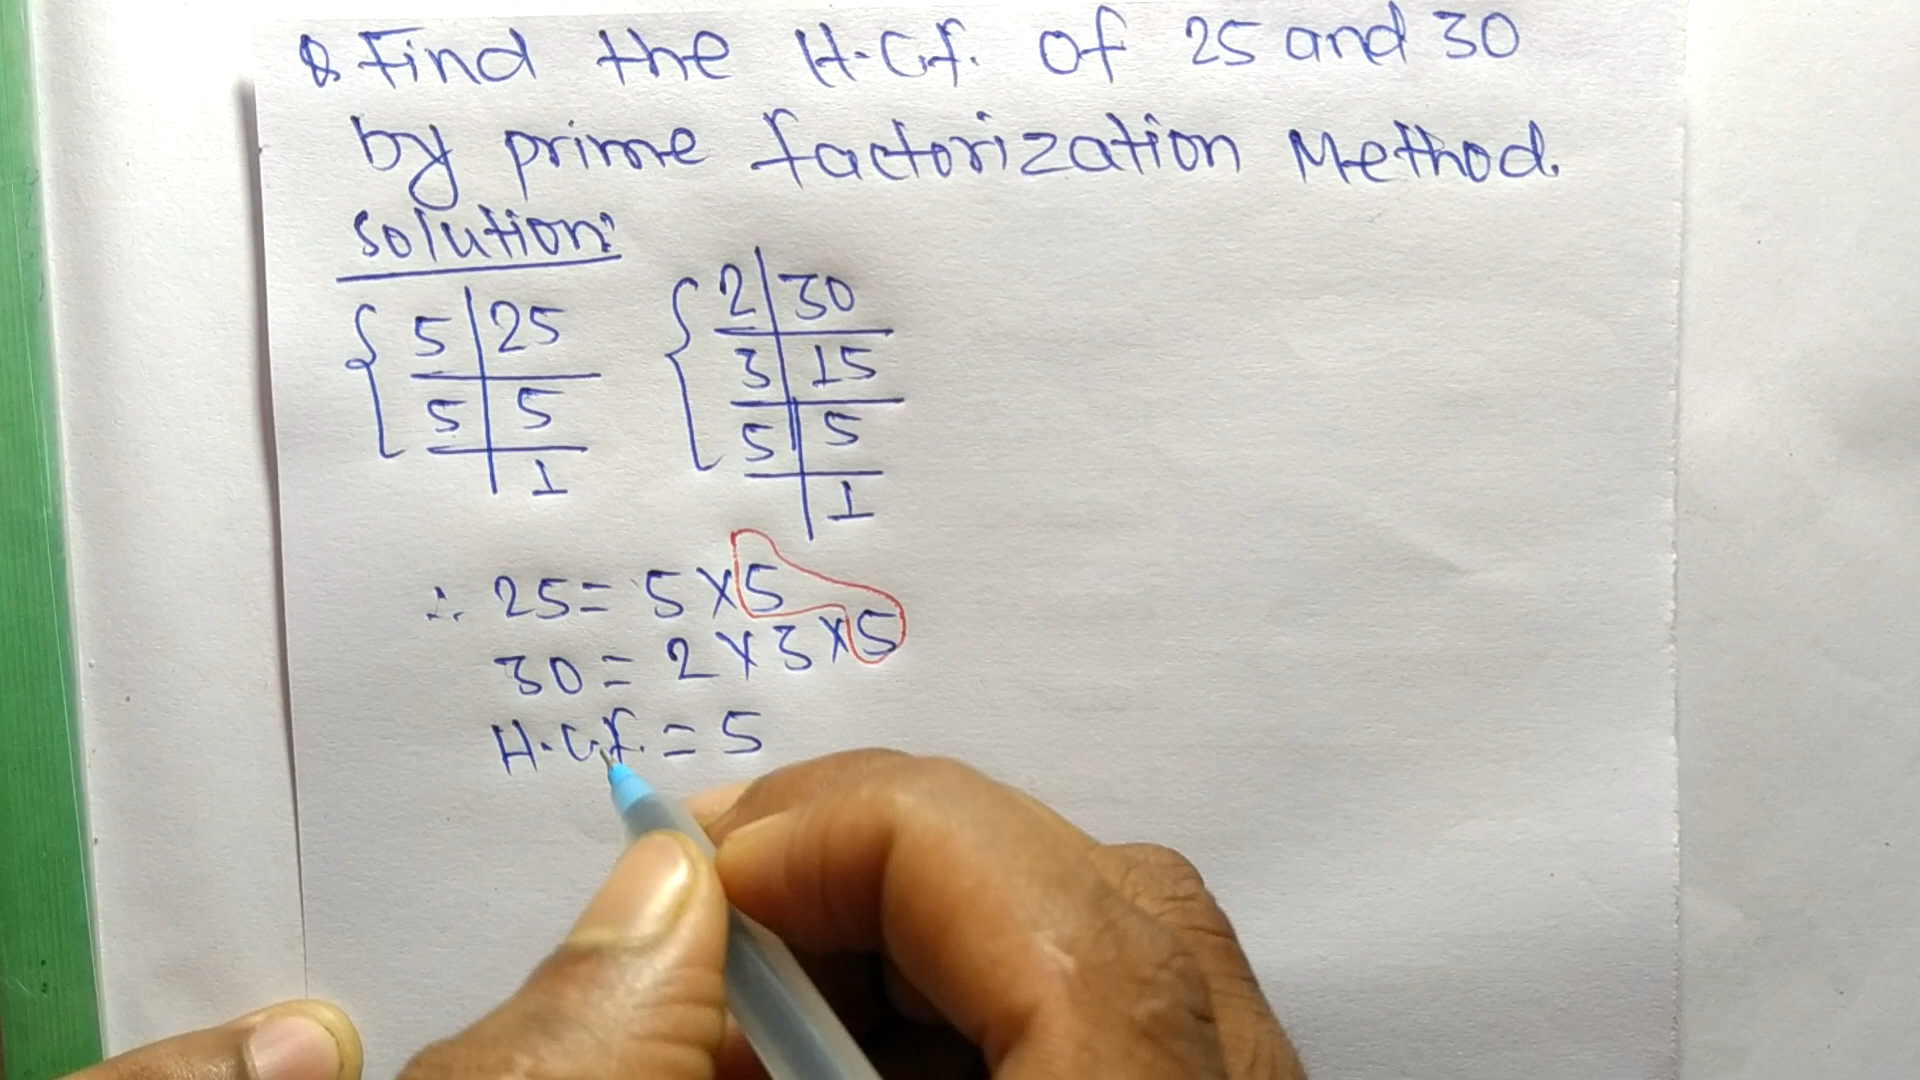 Q. Find the H.C.F. of 25 and 30
by prime factorization Method.
Solution:
5 | 25
5 | 5
1
2 | 30
3 | 15
5 | 5
1
∴ 25 = 5 × 5
30 = 2 × 3 × 5
H.C.F. = 5